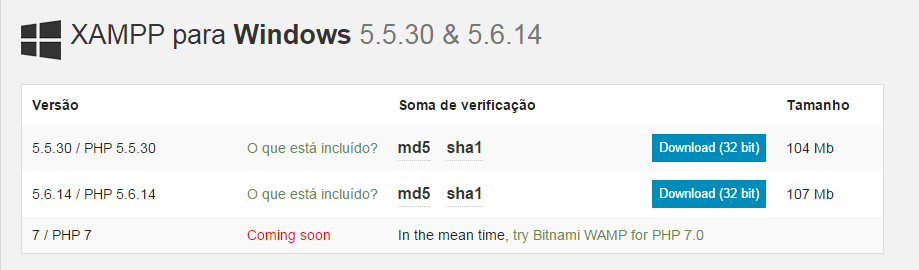 XAMPP para Windows 5.5.30 & 5.6.14
Versão Soma de verificação Tamanho
5.5.30 / PHP 5.5.30 O que está incluído? md5 sha1 Download (32 bit) 104 Mb
5.6.14 / PHP 5.6.14 O que está incluído? md5 sha1 Download (32 bit) 107 Mb
7 / PHP 7 Coming soon In the mean time, try Bitnami WAMP for PHP 7.0